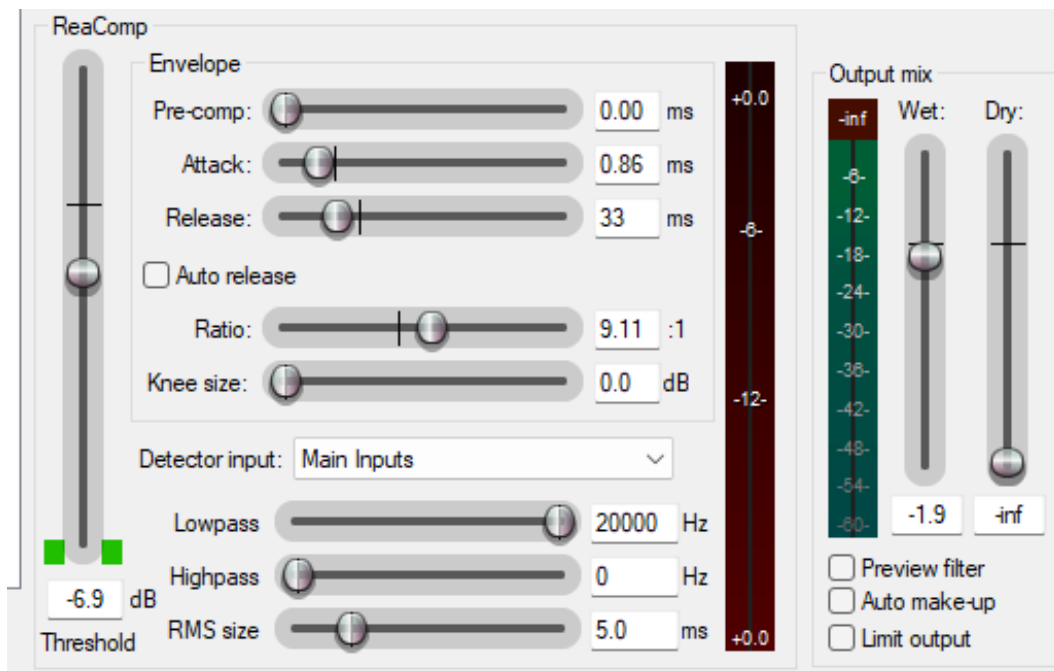 ReaComp
Envelope
Pre-comp: 0.00 ms
Attack: 0.86 ms
Release: 33 ms
Auto release
Ratio: 9.11 :1
Knee size: 0.0 dB
Detector input: Main Inputs
Lowpass 20000 Hz
Highpass 0 Hz
RMS size 5.0 ms
-6.9 dB
Threshold
+0.0
-6-
-12-
+0.0
Output mix
Wet: Dry:
-inf
-6-
-12-
-18-
-24-
-30-
-36-
-42-
-48-
-54-
-60-
-1.9 -inf
Preview filter
Auto make-up
Limit output